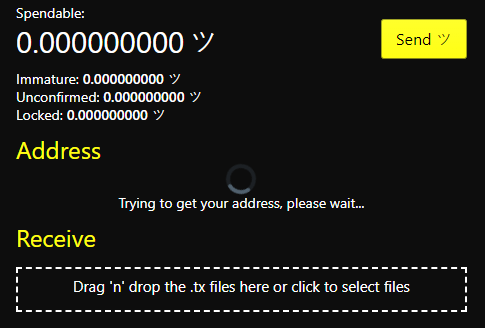 Spendable:
0.000000000 ツ
Send ツ
Immature: 0.000000000 ツ
Unconfirmed: 0.000000000 ツ
Locked: 0.000000000 ツ
Address
Trying to get your address, please wait...
Receive
Drag 'n' drop the .tx files here or click to select files